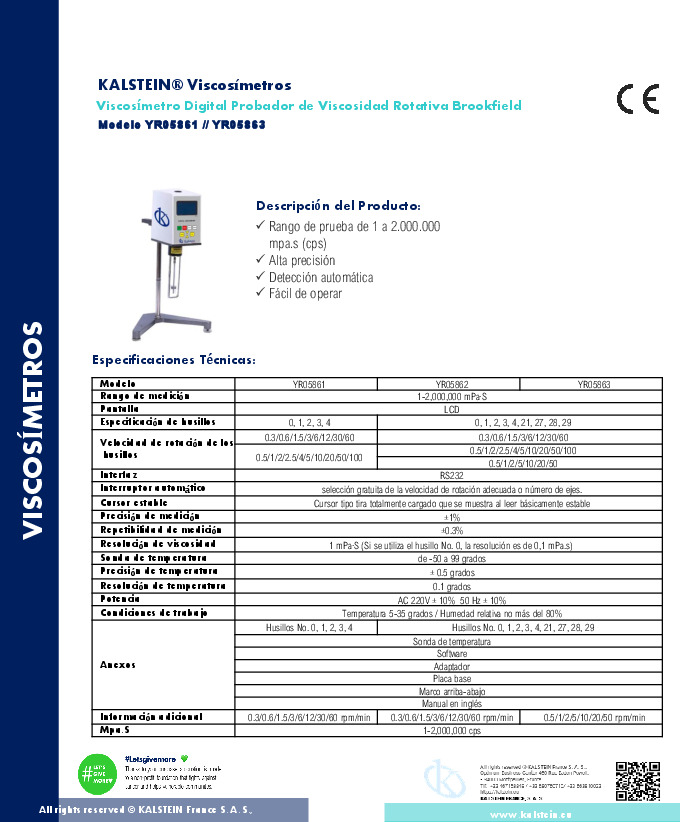 KALSTEIN® Viscosímetros
Viscosímetro Digital Probador de Viscosidad Rotativa Brookfield
Modelo YR05861 // YR05863
CE
Descripción del Producto:
✓ Rango de prueba de 1 a 2.000.000
mpa.s (cps)
✓ Alta precisión
✓ Detección automática
✓ Fácil de operar
VISCOSÍMETROS
Especificaciones Técnicas:
Modelo YR05861 YR05862 YR05863
Rango de medición 1-2,000,000 mPa·S
Pantalla LCD
Especificación de husillos 0, 1, 2, 3, 4 0, 1, 2, 3, 4, 21, 27, 28, 29
Velocidad de rotación de los husillos
0.3/0.6/1.5/3/6/12/30/60 0.3/0.6/1.5/3/6/12/30/60
0.5/1/2/2.5/4/5/10/20/50/100 0.5/1/2/2.5/4/5/10/20/50/100
0.5/1/2/5/10/20/50
Interfaz RS232
Interruptor automático selección gratuita de la velocidad de rotación adecuada o número de ejes.
Cursor estable Cursor tipo tira totalmente cargado que se muestra al leer básicamente estable
Precisión de medición ±1%
Repetibilidad de medición ±0.3%
Resolución de viscosidad 1 mPa·S (Si se utiliza el husillo No. 0, la resolución es de 0,1 mPa.s)
Sonda de temperatura de -50 a 99 grados
Precisión de temperatura ± 0.5 grados
Resolución de temperatura 0.1 grados
Potencia AC 220V ± 10% 50 Hz ± 10%
Condiciones de trabajo Temperatura 5-35 grados / Humedad relativa no más del 80%
Anexos
Husillos No. 0, 1, 2, 3, 4 Husillos No. 0, 1, 2, 3, 4, 21, 27, 28, 29
Sonda de temperatura
Software
Adaptador
Placa base
Marco arriba-abajo
Manual en inglés
Información adicional 0.3/0.6/1.5/3/6/12/30/60 rpm/min 0.3/0.6/1.5/3/6/12/30/60 rpm/min 0.5/1/2/5/10/20/50 rpm/min
Mpa.S 1-2,000,000 cps
#LET'S GIVE MORE
#Letsgivemore
All rights reserved © KALSTEIN France S. A. S.,
KALSTEIN FRANCE, S. A. S
All rights reserved © KALSTEIN France S. A. S.,